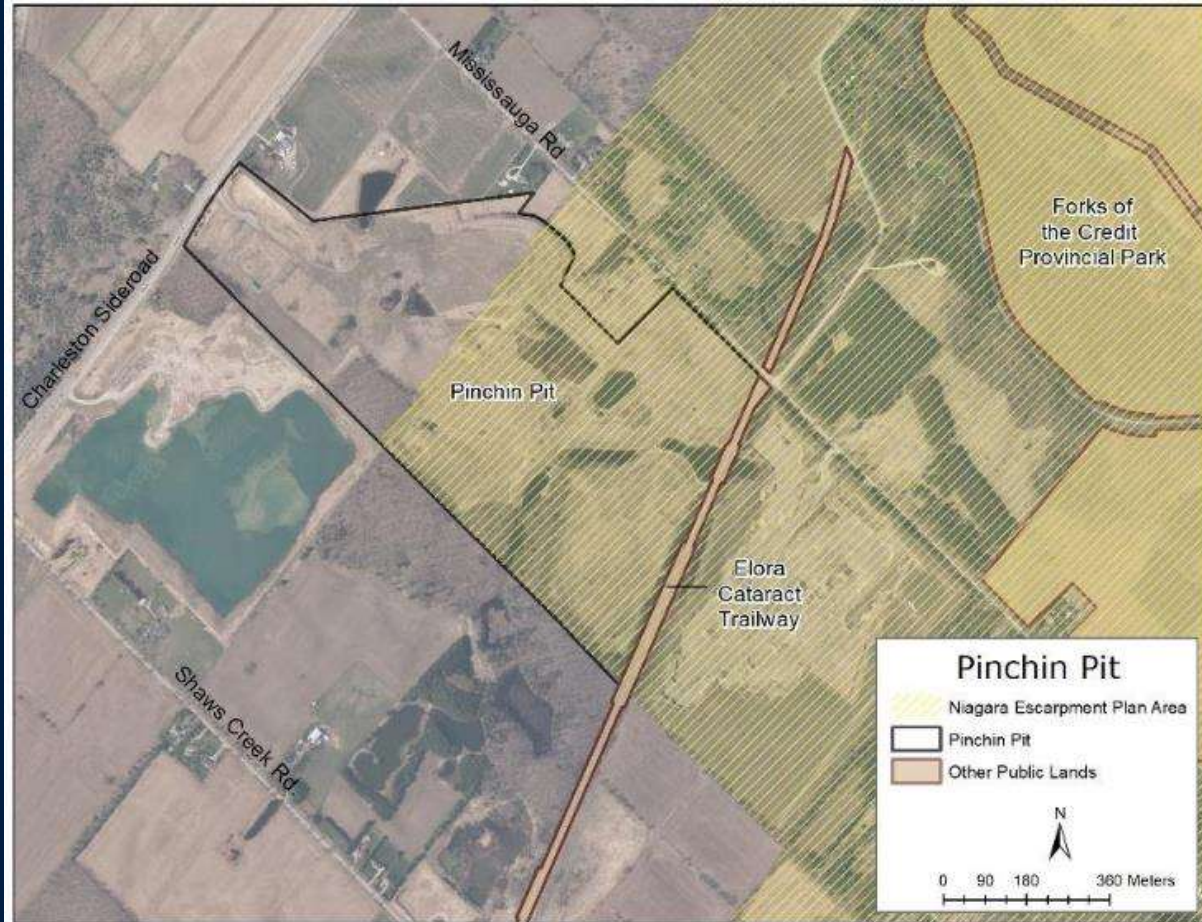 Mississauga Rd
Forks of
the Credit
Provincial Park
Charleston Sideroad
Pinchin Pit
Elora
Cataract
Trailway
Shaws Creek Rd.
Pinchin Pit
Niagara Escarpment Plan Area
Pinchin Pit
Other Public Lands
N
0 90 180 360 Meters